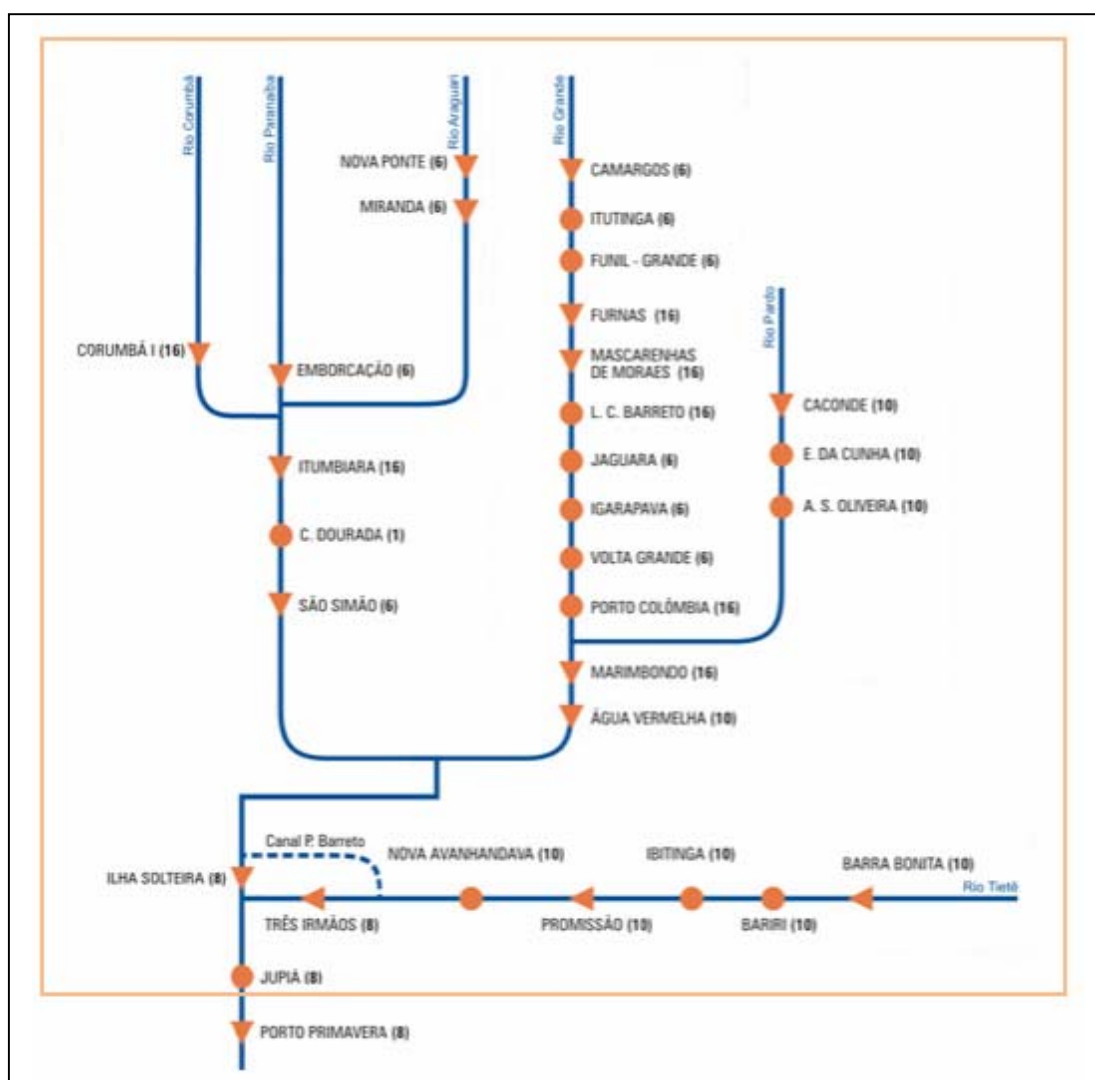 Rio Corumbá
Rio Paranaíba
Rio Araguari
Rio Grande
NOVA PONTE (6)
CAMARGOS (6)
MIRANDA (6)
ITUTINGA (6)
FUNIL - GRANDE (6)
Rio Pardo
FURNAS (16)
CORUMBÁ I (16)
MASCARENHAS
DE MORAES (16)
EMBORCAÇÃO (6)
CACONDE (10)
L. C. BARRETO (16)
E. DA CUNHA (10)
ITUMBIARA (16)
JAGUARA (6)
IGARAPAVA (6)
A. S. OLIVEIRA (10)
C. DOURADA (1)
VOLTA GRANDE (6)
SÃO SIMÃO (6)
PORTO COLÔMBIA (16)
MARIMBONDO (16)
ÁGUA VERMELHA (10)
Canal P. Barreto
NOVA AVANHANDAVA (10)
IBITINGA (10)
BARRA BONITA (10)
ILHA SOLTEIRA (8)
Rio Tietê
TRÊS IRMÃOS (8)
PROMISSÃO (10)
BARIRI (10)
JUPIÁ (8)
PORTO PRIMAVERA (8)